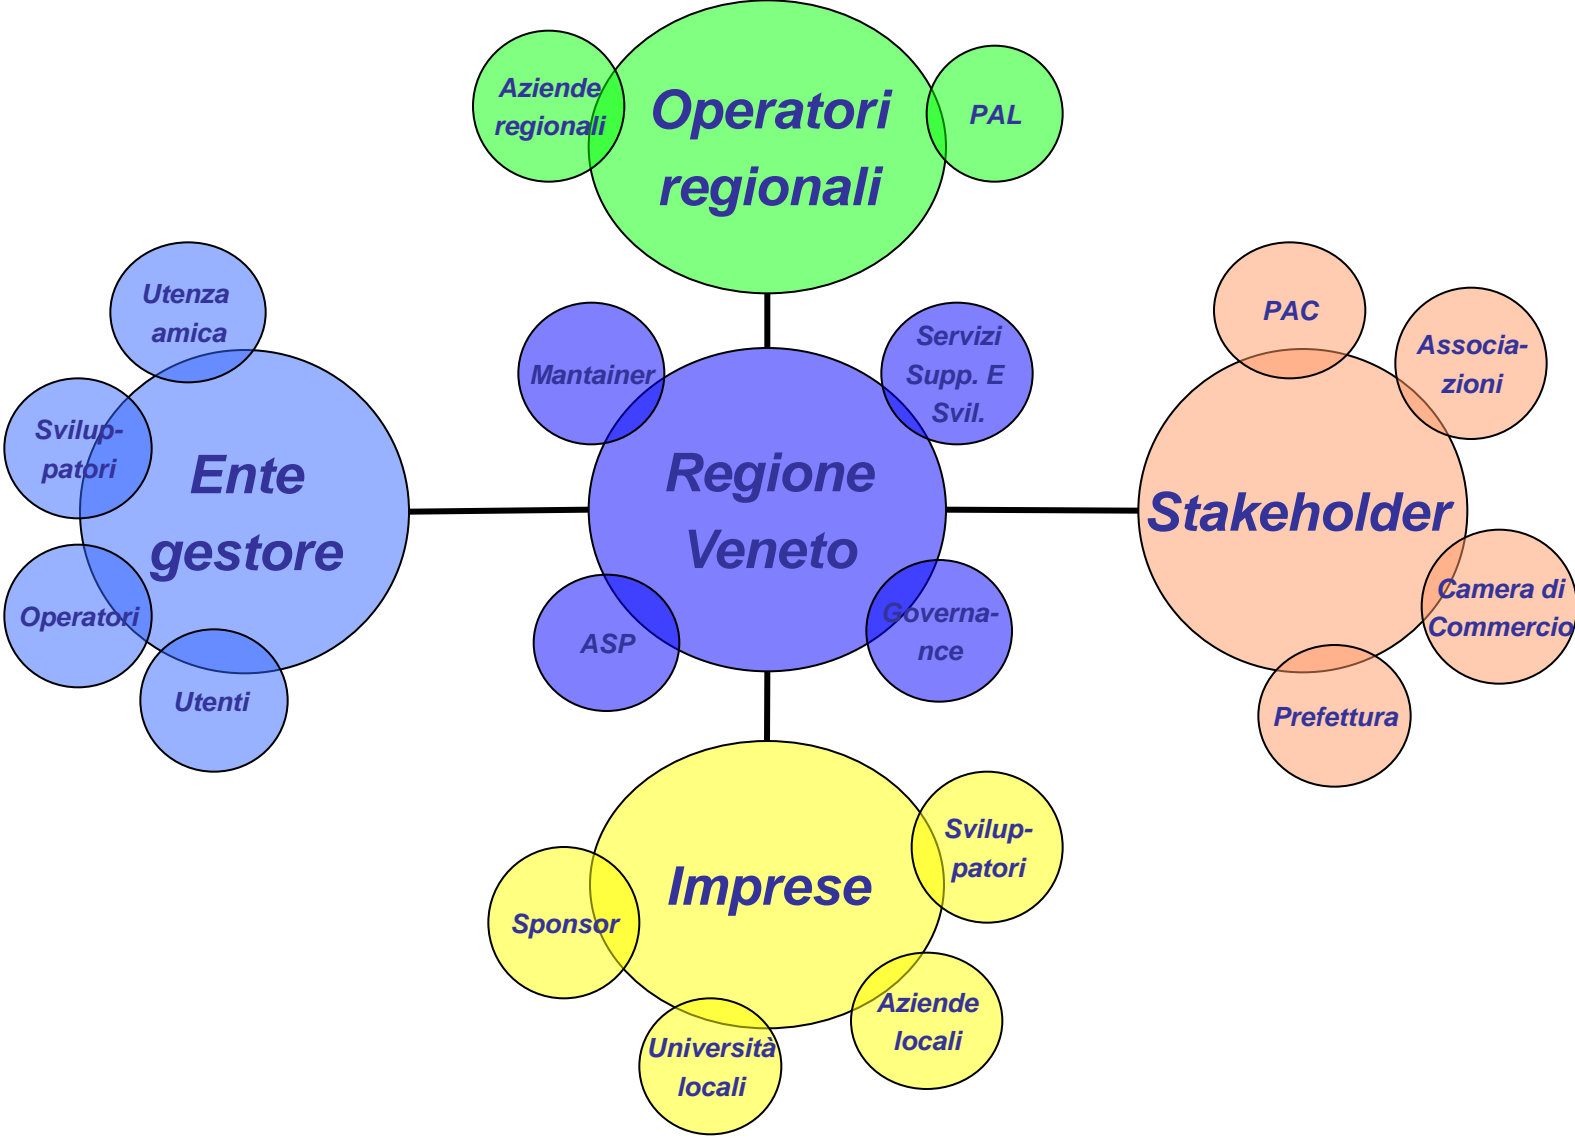 Aziende
regionali
Operatori
regionali
PAL
Utenza
amica
Svilup-
patori
Ente
gestore
Operatori
Utenti
Mantainer
Servizi
Supp. E
Svil.
Regione
Veneto
ASP
Governa-
nce
PAC
Associa-
zioni
Stakeholder
Camera di
Commercio
Prefettura
Imprese
Svilup-
patori
Sponsor
Aziende
locali
Università
locali